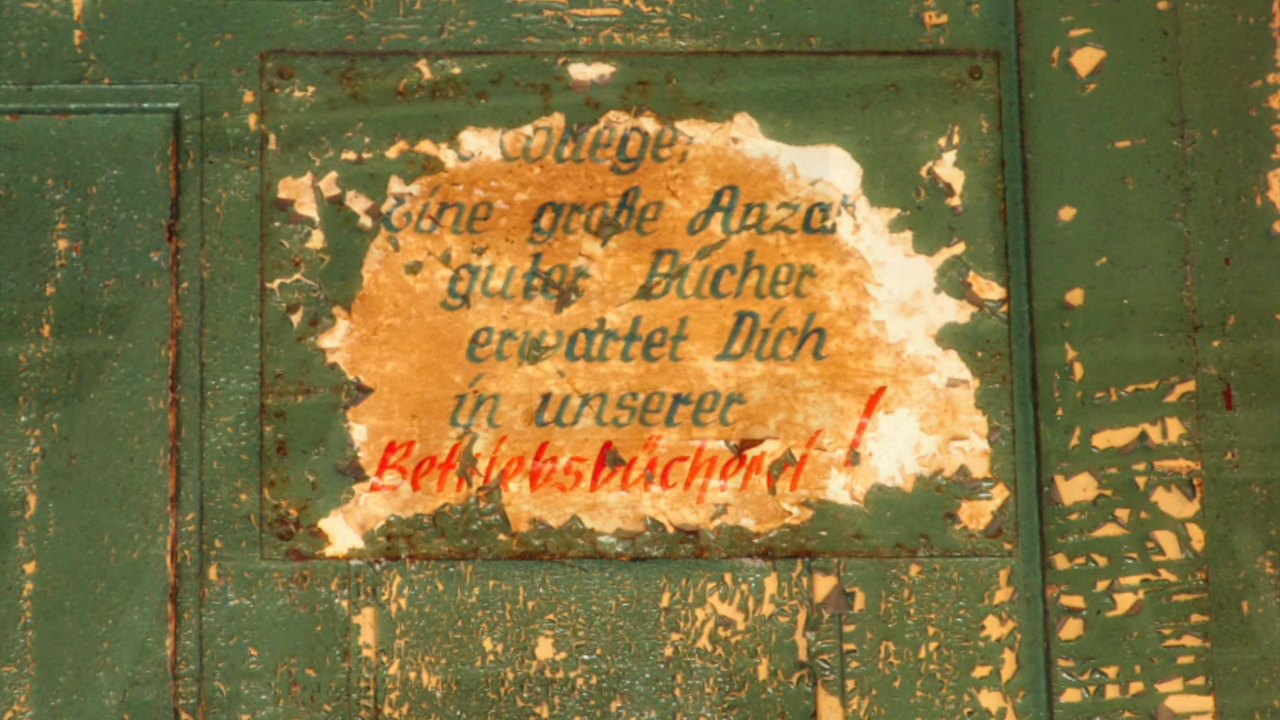 Kollege!
Eine große Anzahl
guter Bücher
erwartet Dich
in unserer
Betriebsbücherei!